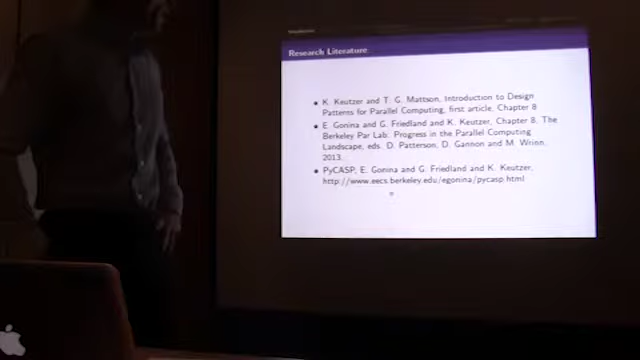 Research Literature
K. Keutzer and T. G. Mattson, Introduction to Design
Patterns for Parallel Computing, first article, Chapter 8
E. Gonina and G. Friedland and K. Keutzer, Chapter 8. The
Berkeley Par Lab: Progress in the Parallel Computing
Landscape, eds. D. Patterson, D. Gannon and M. Wrinn,
2013.
PyCASP, E. Gonina and G. Friedland and K. Keutzer,
http://www.eecs.berkeley.edu/egonina/pycasp.html